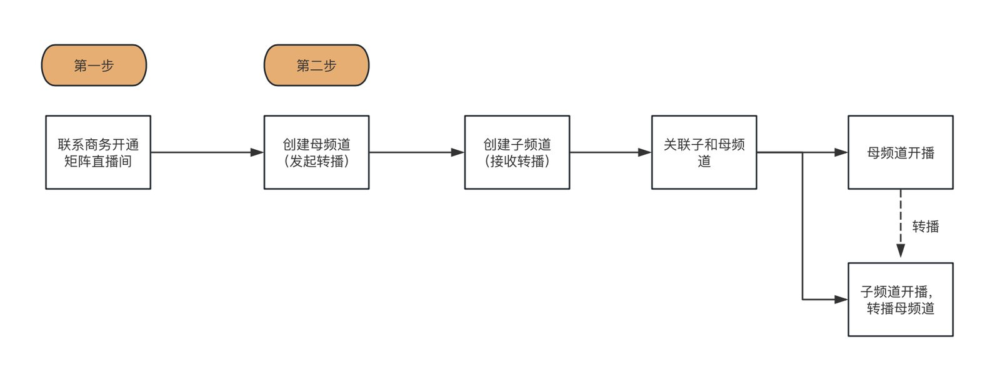 第一步
第二步
联系商务开通
矩阵直播间
创建母频道
（发起转播）
创建子频道
（接收转播）
关联子和母频
道
母频道开播
转播
子频道开播，
转播母频道